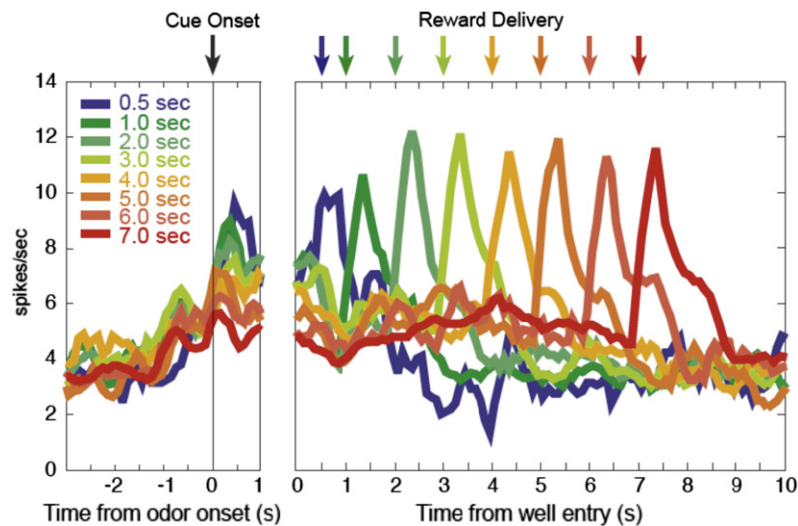 Cue Onset
Reward Delivery
14
12
10
8
6
4
2
0
spikes/sec
0.5 sec
1.0 sec
2.0 sec
3.0 sec
4.0 sec
5.0 sec
6.0 sec
7.0 sec
-2 -1 0 1
0 1 2 3 4 5 6 7 8 9 10
Time from odor onset (s)
Time from well entry (s)